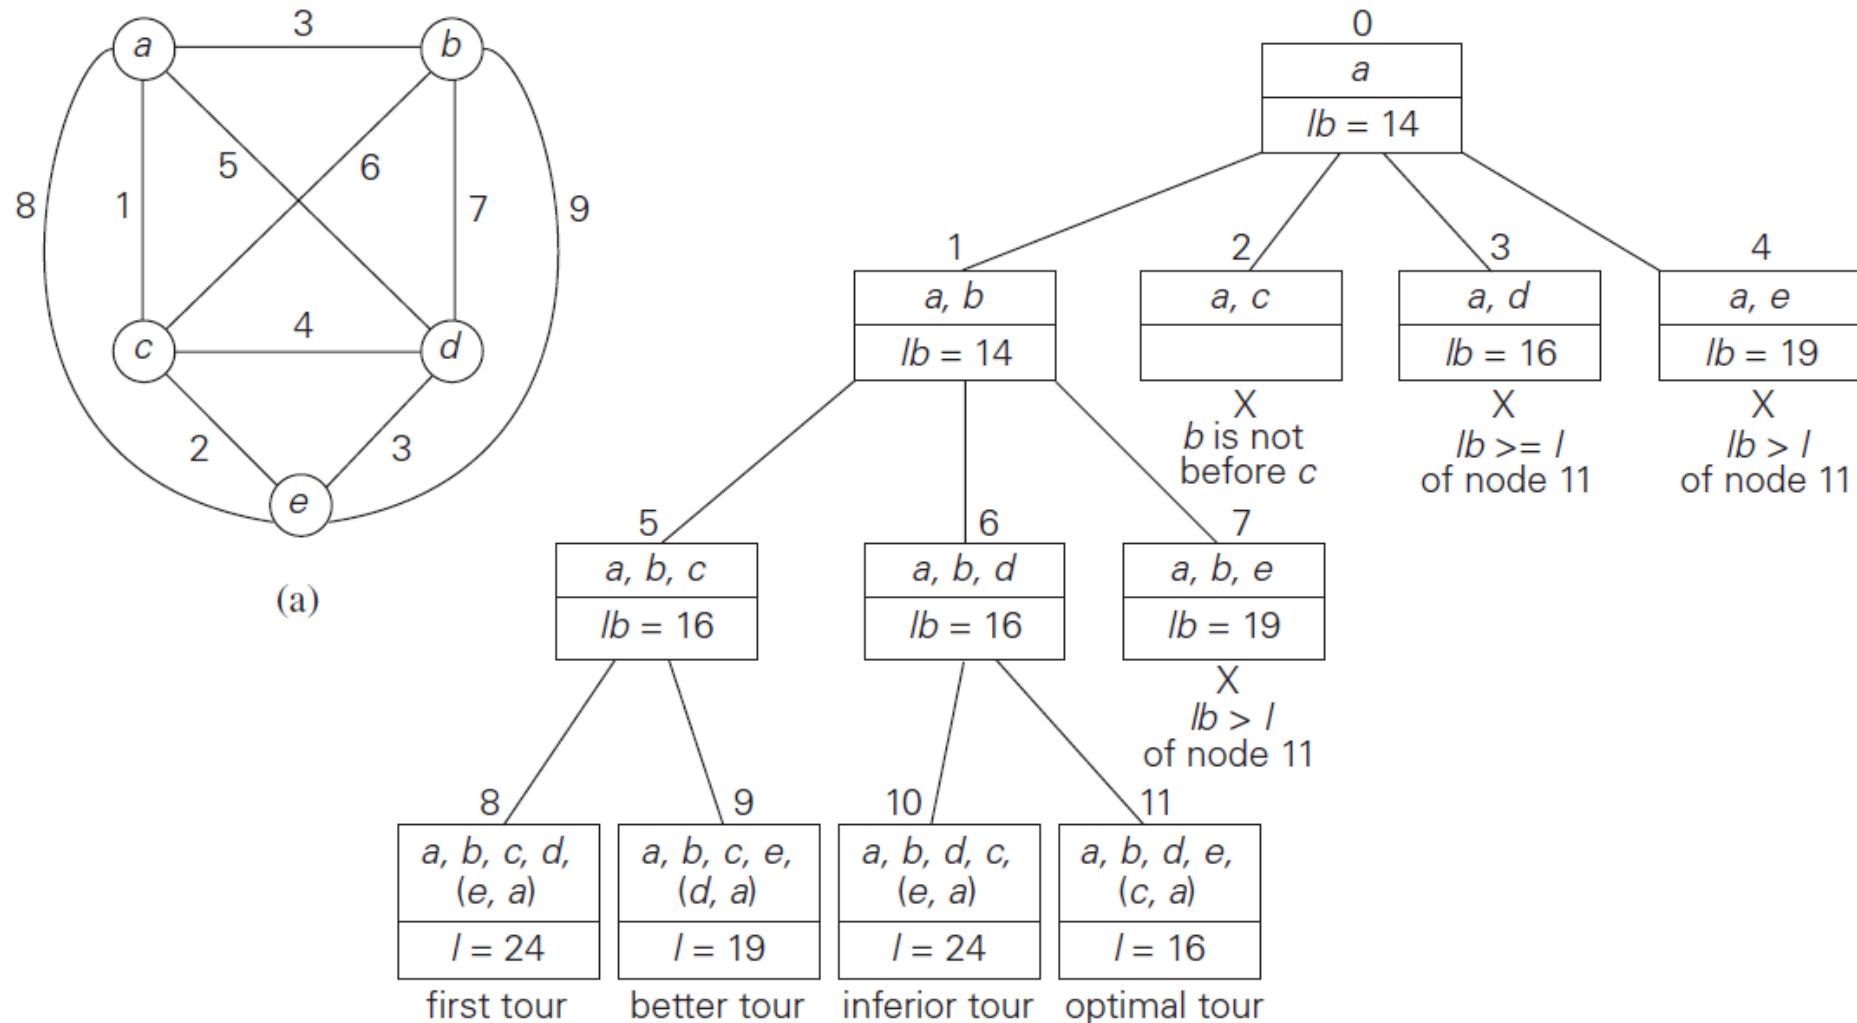 3
a
b
8
1
5
6
7
9
c
4
d
2
3
e
(a)
0
a
lb = 14
1
a, b
lb = 14
2
a, c
X
b is not
before c
3
a, d
lb = 16
X
lb >= l
of node 11
4
a, e
lb = 19
X
lb > l
of node 11
5
a, b, c
lb = 16
6
a, b, d
lb = 16
7
a, b, e
lb = 19
X
lb > l
of node 11
8
a, b, c, d,
(e, a)
l = 24
first tour
9
a, b, c, e,
(d, a)
l = 19
better tour
10
a, b, d, c,
(e, a)
l = 24
inferior tour
11
a, b, d, e,
(c, a)
l = 16
optimal tour